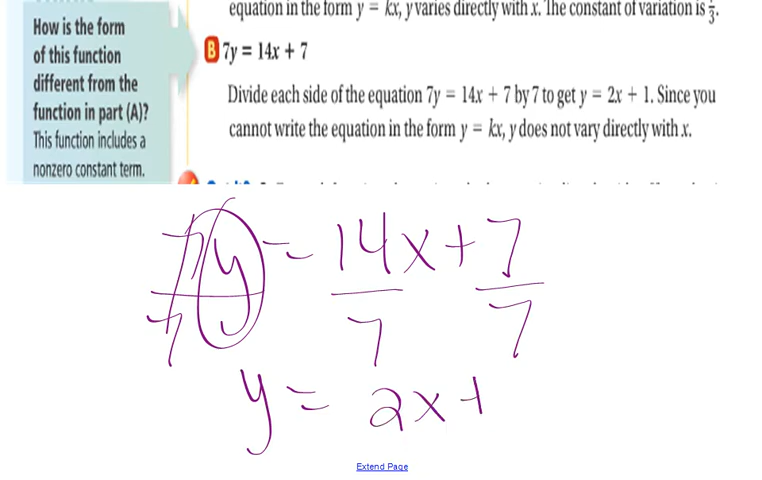 equation in the form y = kx, y varies directly with x. The constant of variation is
How is the form
of this function
different from the
function in part (A)?
This function includes a
nonzero constant term.
B 7y = 14x + 7
Divide each side of the equation 7y = 14x + 7 by 7 to get y = 2x + 1. Since you
cannot write the equation in the form y = kx, y does not vary directly with x.
7y = 14x + 7
7 7 7
y = 2x +
Extend Page